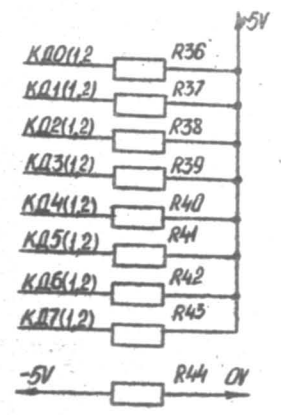 -5V
КД0(1,2 R36
КД1(1,2) R37
КД2(1,2) R38
КД3(1,2) R39
КД4(1,2) R40
КД5(1,2) R41
КД6(1,2) R42
КД7(1,2) R43
-5V R44 0V